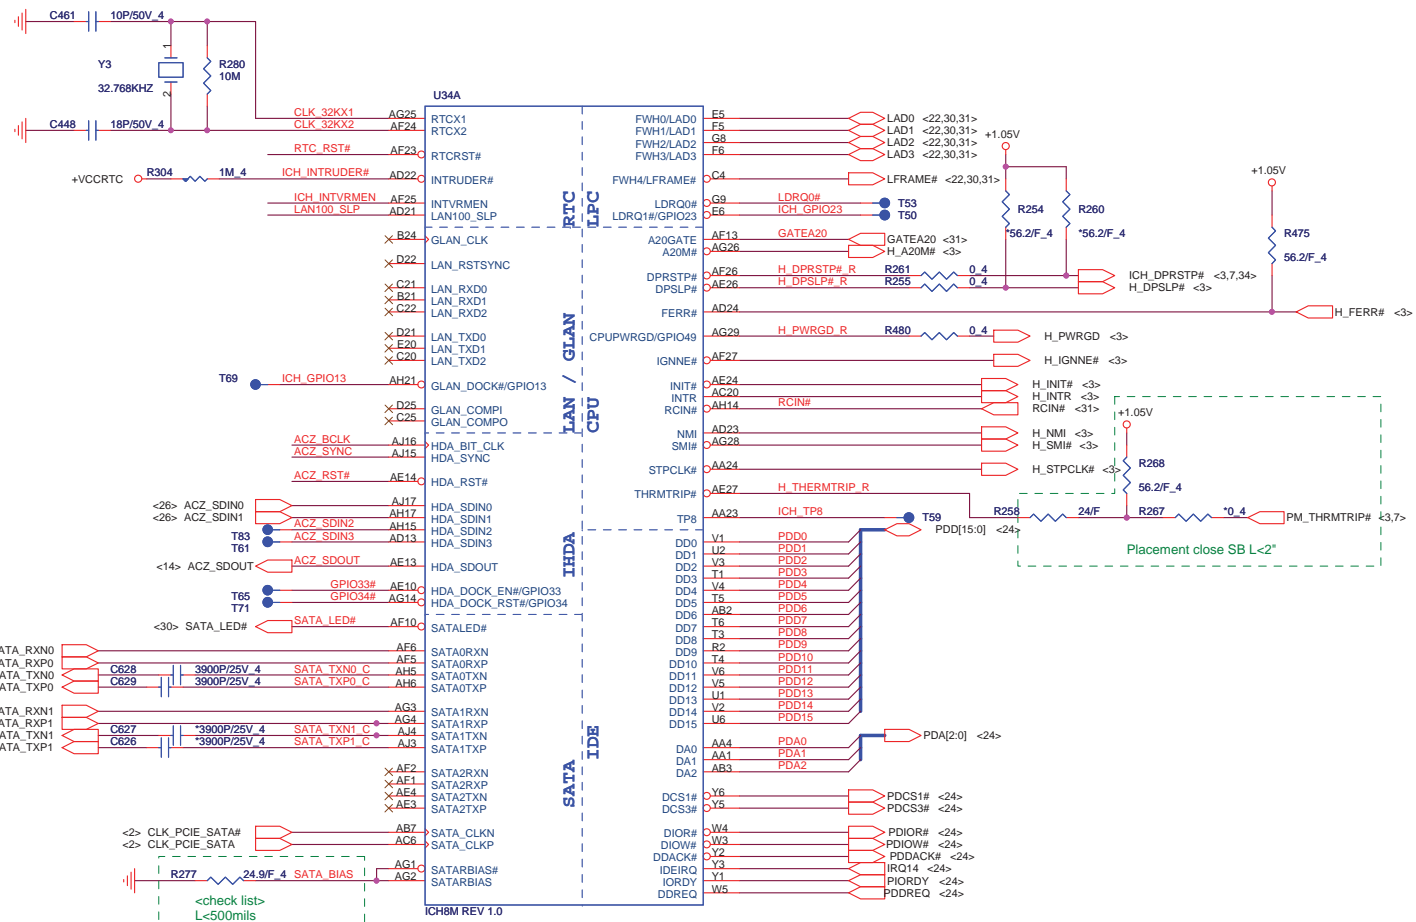 C461 10P/50V_4
Y3
32.768KHZ
1
2
R280
10M
C448 18P/50V_4
U34A
CLK_32KX1 AG25 RTCX1
CLK_32KX2 AF24 RTCX2
RTC_RST# AF23 RTCRST#
+VCCRTC R304 1M_4 ICH_INTRUDER# AD22 INTRUDER#
ICH_INTVRMEN AF25 INTVRMEN
LAN100_SLP AD21 LAN100_SLP
B24 GLAN_CLK
D22 LAN_RSTSYNC
C21 LAN_RXD0
B21 LAN_RXD1
C22 LAN_RXD2
D21 LAN_TXD0
E20 LAN_TXD1
C20 LAN_TXD2
T69 ICH_GPIO13 AH21 GLAN_DOCK#/GPIO13
D25 GLAN_COMPI
C25 GLAN_COMPO
ACZ_BCLK AJ16 HDA_BIT_CLK
ACZ_SYNC AJ15 HDA_SYNC
ACZ_RST# AE14 HDA_RST#
<26> ACZ_SDIN0 AJ17 HDA_SDIN0
<26> ACZ_SDIN1 AH17 HDA_SDIN1
T83 ACZ_SDIN2 AH15 HDA_SDIN2
T61 ACZ_SDIN3 AD13 HDA_SDIN3
<14> ACZ_SDOUT ACZ_SDOUT AE13 HDA_SDOUT
T65 GPIO33# AE10 HDA_DOCK_EN#/GPIO33
T71 GPIO34# AG14 HDA_DOCK_RST#/GPIO34
<30> SATA_LED# SATA_LED# AF10 SATALED#
ATA_RXN0 AF6 SATA0RXN
ATA_RXP0 AF5 SATA0RXP
ATA_TXN0 C628 3900P/25V_4 SATA_TXN0_C AH5 SATA0TXN
ATA_TXP0 C629 3900P/25V_4 SATA_TXP0_C AH6 SATA0TXP
ATA_RXN1 AG3 SATA1RXN
ATA_RXP1 AG4 SATA1RXP
ATA_TXN1 C627 *3900P/25V_4 SATA_TXN1_C AJ4 SATA1TXN
ATA_TXP1 C626 *3900P/25V_4 SATA_TXP1_C AJ3 SATA1TXP
AF2 SATA2RXN
AF1 SATA2RXP
AE4 SATA2TXN
AE3 SATA2TXP
<2> CLK_PCIE_SATA# AB7 SATA_CLKN
<2> CLK_PCIE_SATA AC6 SATA_CLKP
AG1 SATARBIAS#
R277 24.9/F_4 SATA_BIAS AG2 SATARBIAS
<check list>
L<500mils
ICH8M REV 1.0
RTC
LPC
LAN / GLAN
CPU
IHDA
IDE
SATA
FWH0/LAD0 E5 LAD0 <22,30,31>
FWH1/LAD1 F5 LAD1 <22,30,31>
FWH2/LAD2 G8 LAD2 <22,30,31>
FWH3/LAD3 F6 LAD3 <22,30,31>
FWH4/LFRAME# C4 LFRAME# <22,30,31>
LDRQ0# G9 LDRQ0# T53
LDRQ1#/GPIO23 E6 ICH_GPIO23 T50
+1.05V
R254
*56.2/F_4
R260
*56.2/F_4
+1.05V
R475
56.2/F_4
A20GATE AF13 GATEA20 GATEA20 <31>
A20M# AG26 H_A20M# <3>
DPRSTP# AF26 H_DPRSTP#_R R261 0_4 ICH_DPRSTP# <3,7,34>
DPSLP# AE26 H_DPSLP#_R R255 0_4 H_DPSLP# <3>
FERR# AD24 H_FERR# <3>
CPUPWRGD/GPIO49 AG29 H_PWRGD_R R480 0_4 H_PWRGD <3>
IGNNE# AF27 H_IGNNE# <3>
INIT# AE24 H_INIT# <3>
INTR AC20 H_INTR <3>
RCIN# AH14 RCIN# RCIN# <31>
NMI AD23 H_NMI <3>
SMI# AG28 H_SMI# <3>
STPCLK# AA24 H_STPCLK# <3>
+1.05V
R268
56.2/F_4
THRMTRIP# AE27 H_THERMTRIP_R
R258 24/F R267 *0_4 PM_THRMTRIP# <3,7>
Placement close SB L<2"
TP8 AA23 ICH_TP8 T59
PDD[15:0] <24>
DD0 V1 PDD0
DD1 U2 PDD1
DD2 V3 PDD2
DD3 T1 PDD3
DD4 V4 PDD4
DD5 T5 PDD5
DD6 AB2 PDD6
DD7 T6 PDD7
DD8 T3 PDD8
DD9 R2 PDD9
DD10 T4 PDD10
DD11 V6 PDD11
DD12 V5 PDD12
DD13 U1 PDD13
DD14 V2 PDD14
DD15 U6 PDD15
DA0 AA4 PDA0 PDA[2:0] <24>
DA1 AA1 PDA1
DA2 AB3 PDA2
DCS1# Y6 PDCS1# <24>
DCS3# Y5 PDCS3# <24>
DIOR# W4 PDIOR# <24>
DIOW# W3 PDIOW# <24>
DDACK# Y2 PDDACK# <24>
IDEIRQ Y3 IRQ14 <24>
IORDY Y1 PIORDY <24>
DDREQ W5 PDDREQ <24>